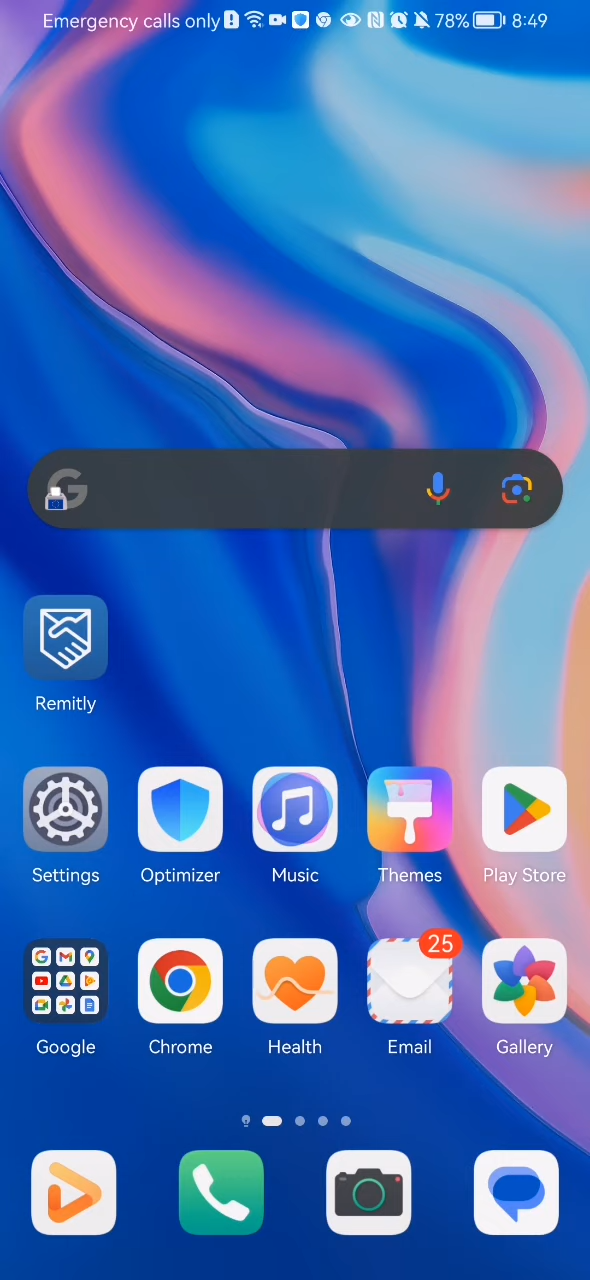 Emergency calls only 78% 8:49
Remitly
Settings Optimizer Music Themes Play Store
25
Google Chrome Health Email Gallery